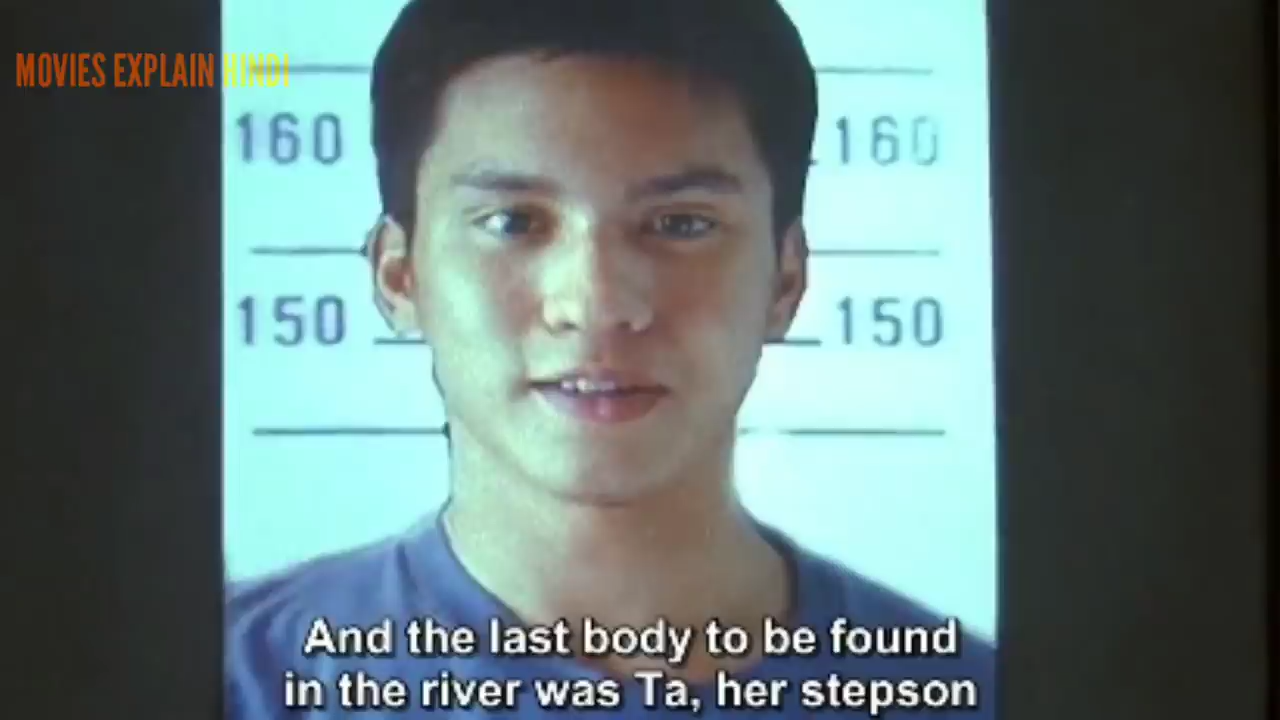 MOVIES EXPLAIN HINDI
160 160
150 150
And the last body to be found
in the river was Ta, her stepson